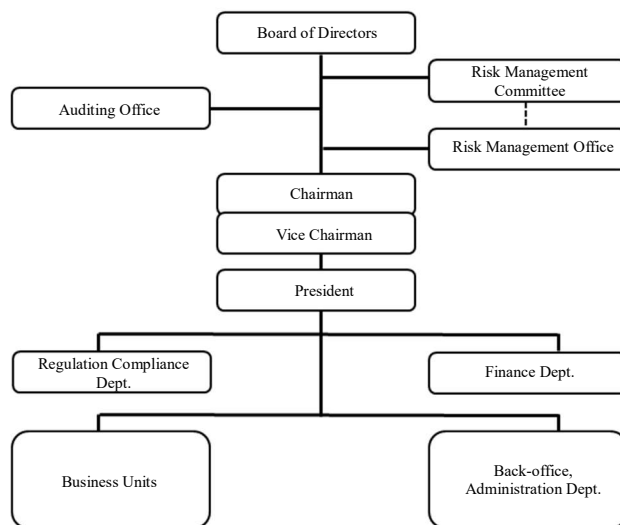 Board of Directors
Risk Management
Committee
Auditing Office
Risk Management Office
Chairman
Vice Chairman
President
Regulation Compliance
Dept.
Finance Dept.
Business Units
Back-office,
Administration Dept.